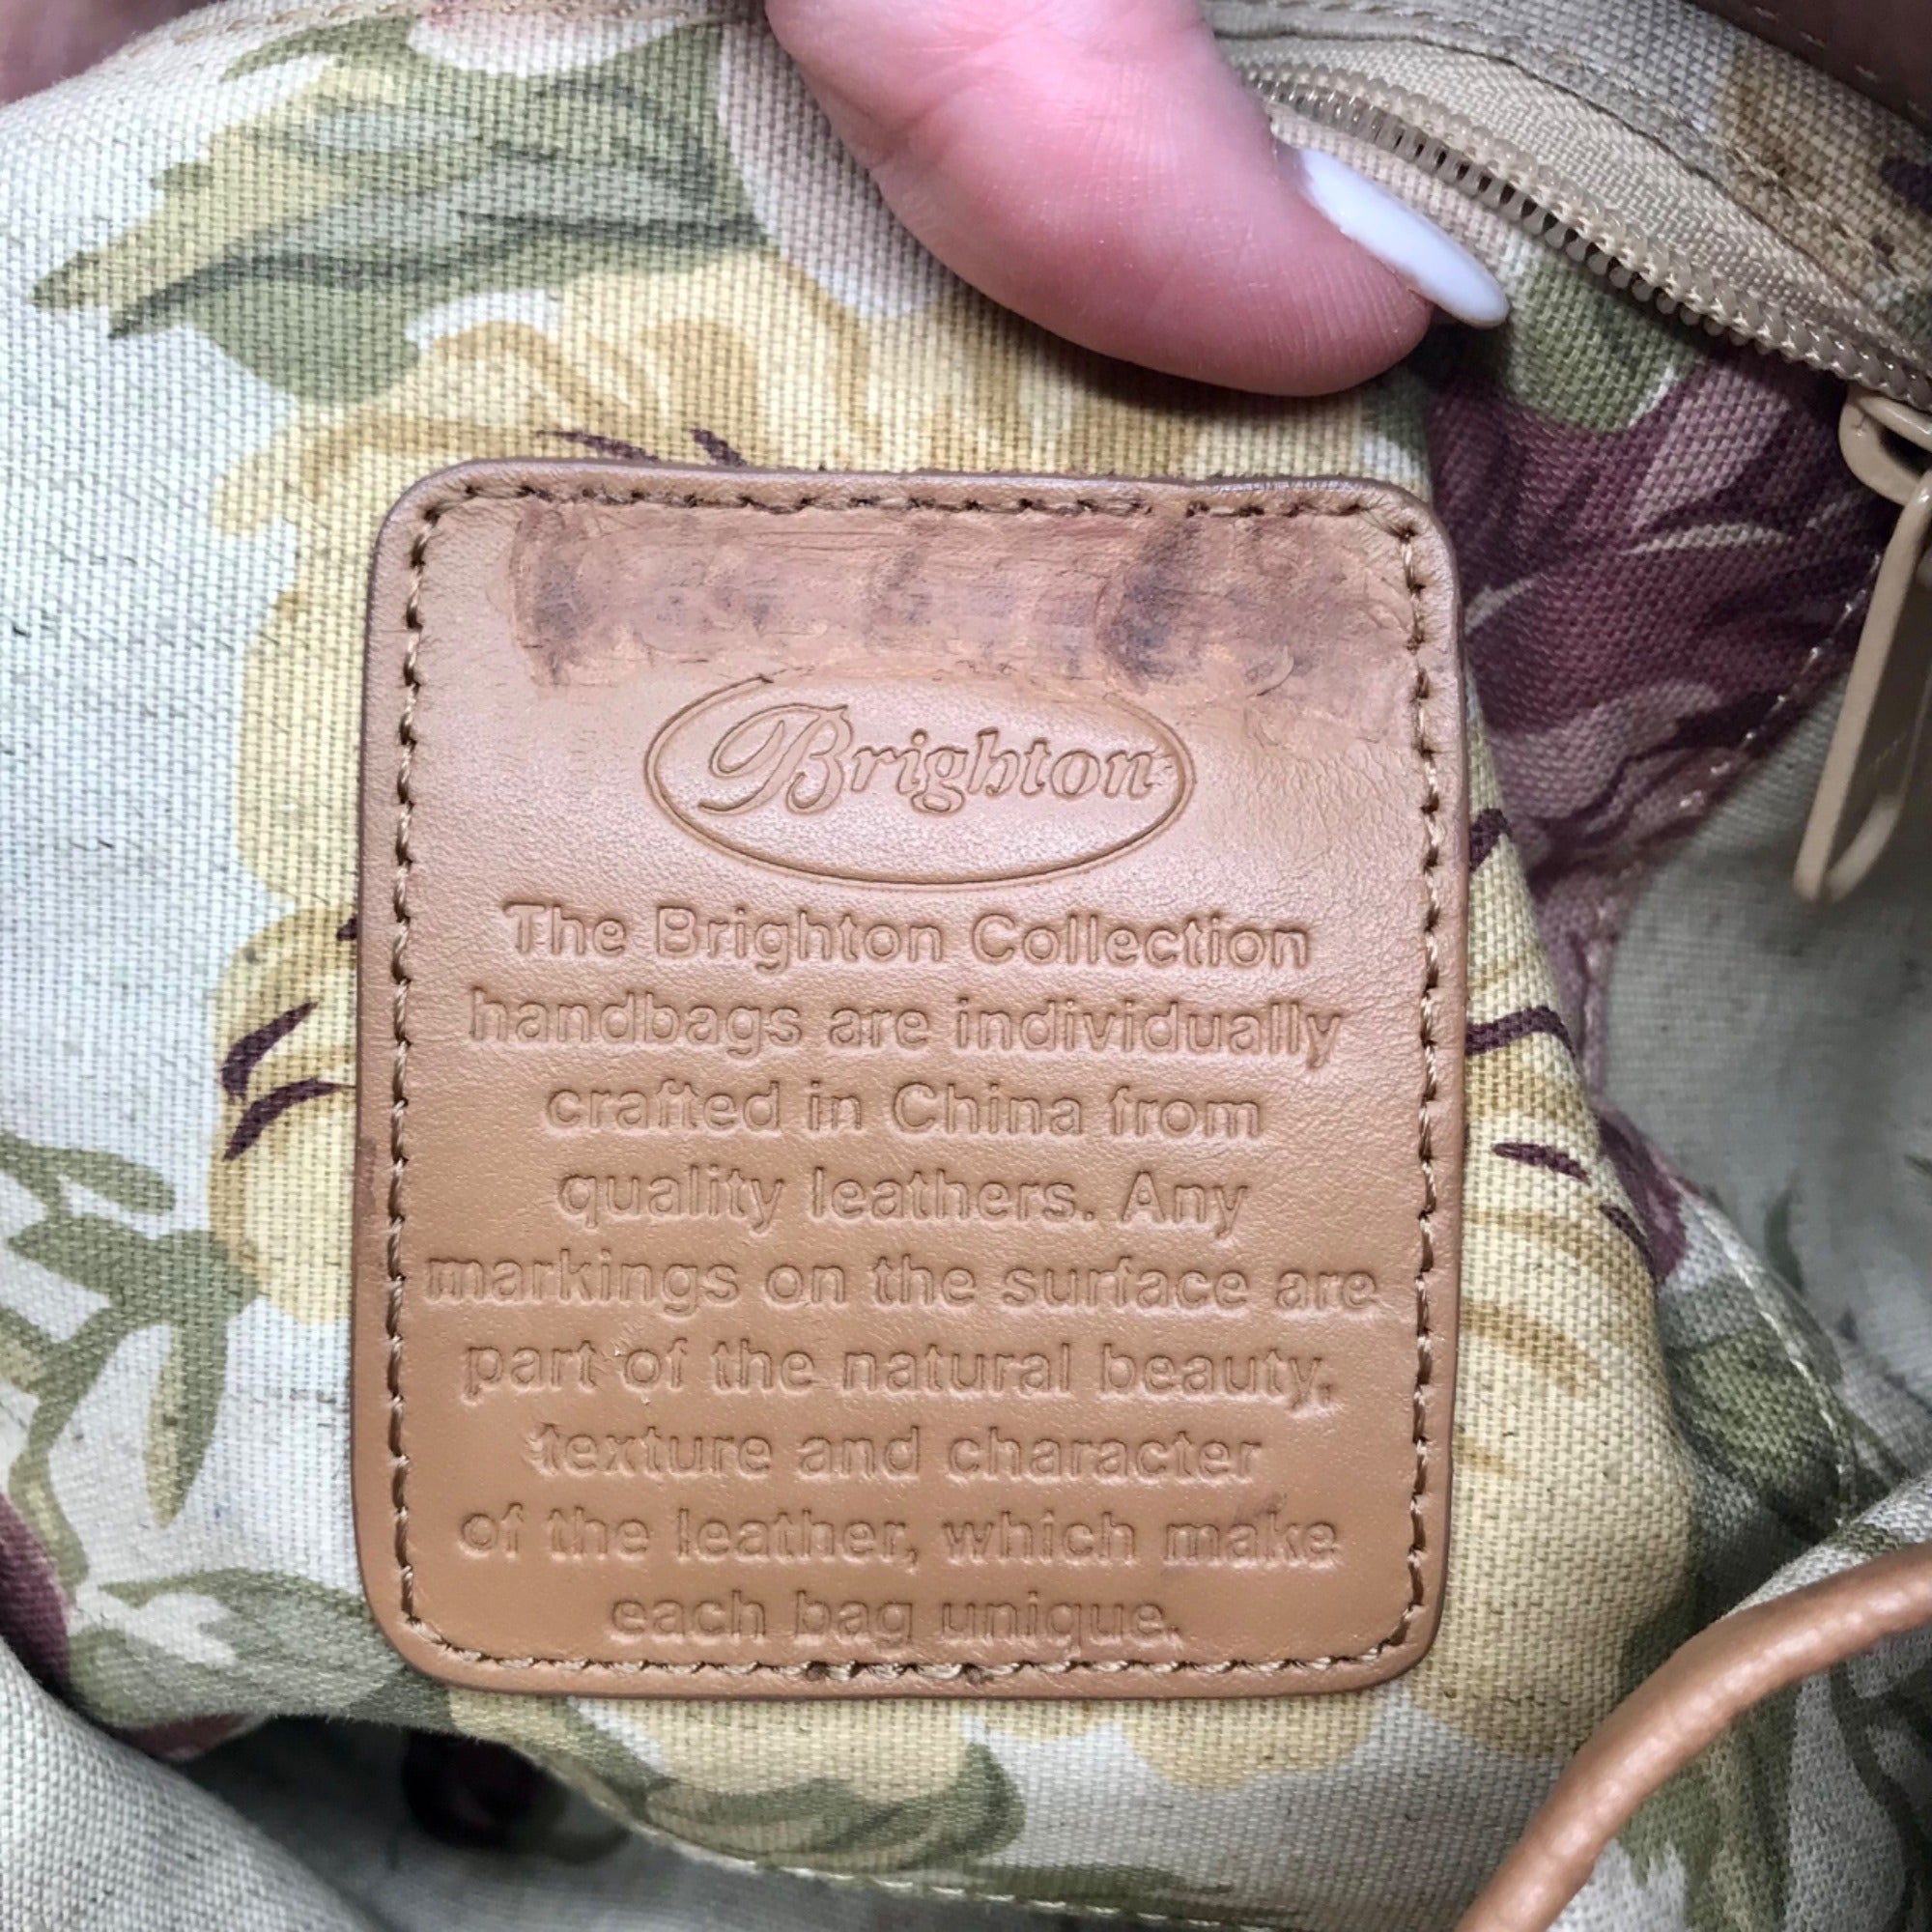 Brighton
The Brighton Collection
handbags are individually
crafted in China from
quality leathers. Any
markings on the surface are
part of the natural beauty,
texture and character
of the leather, which make
each bag unique.